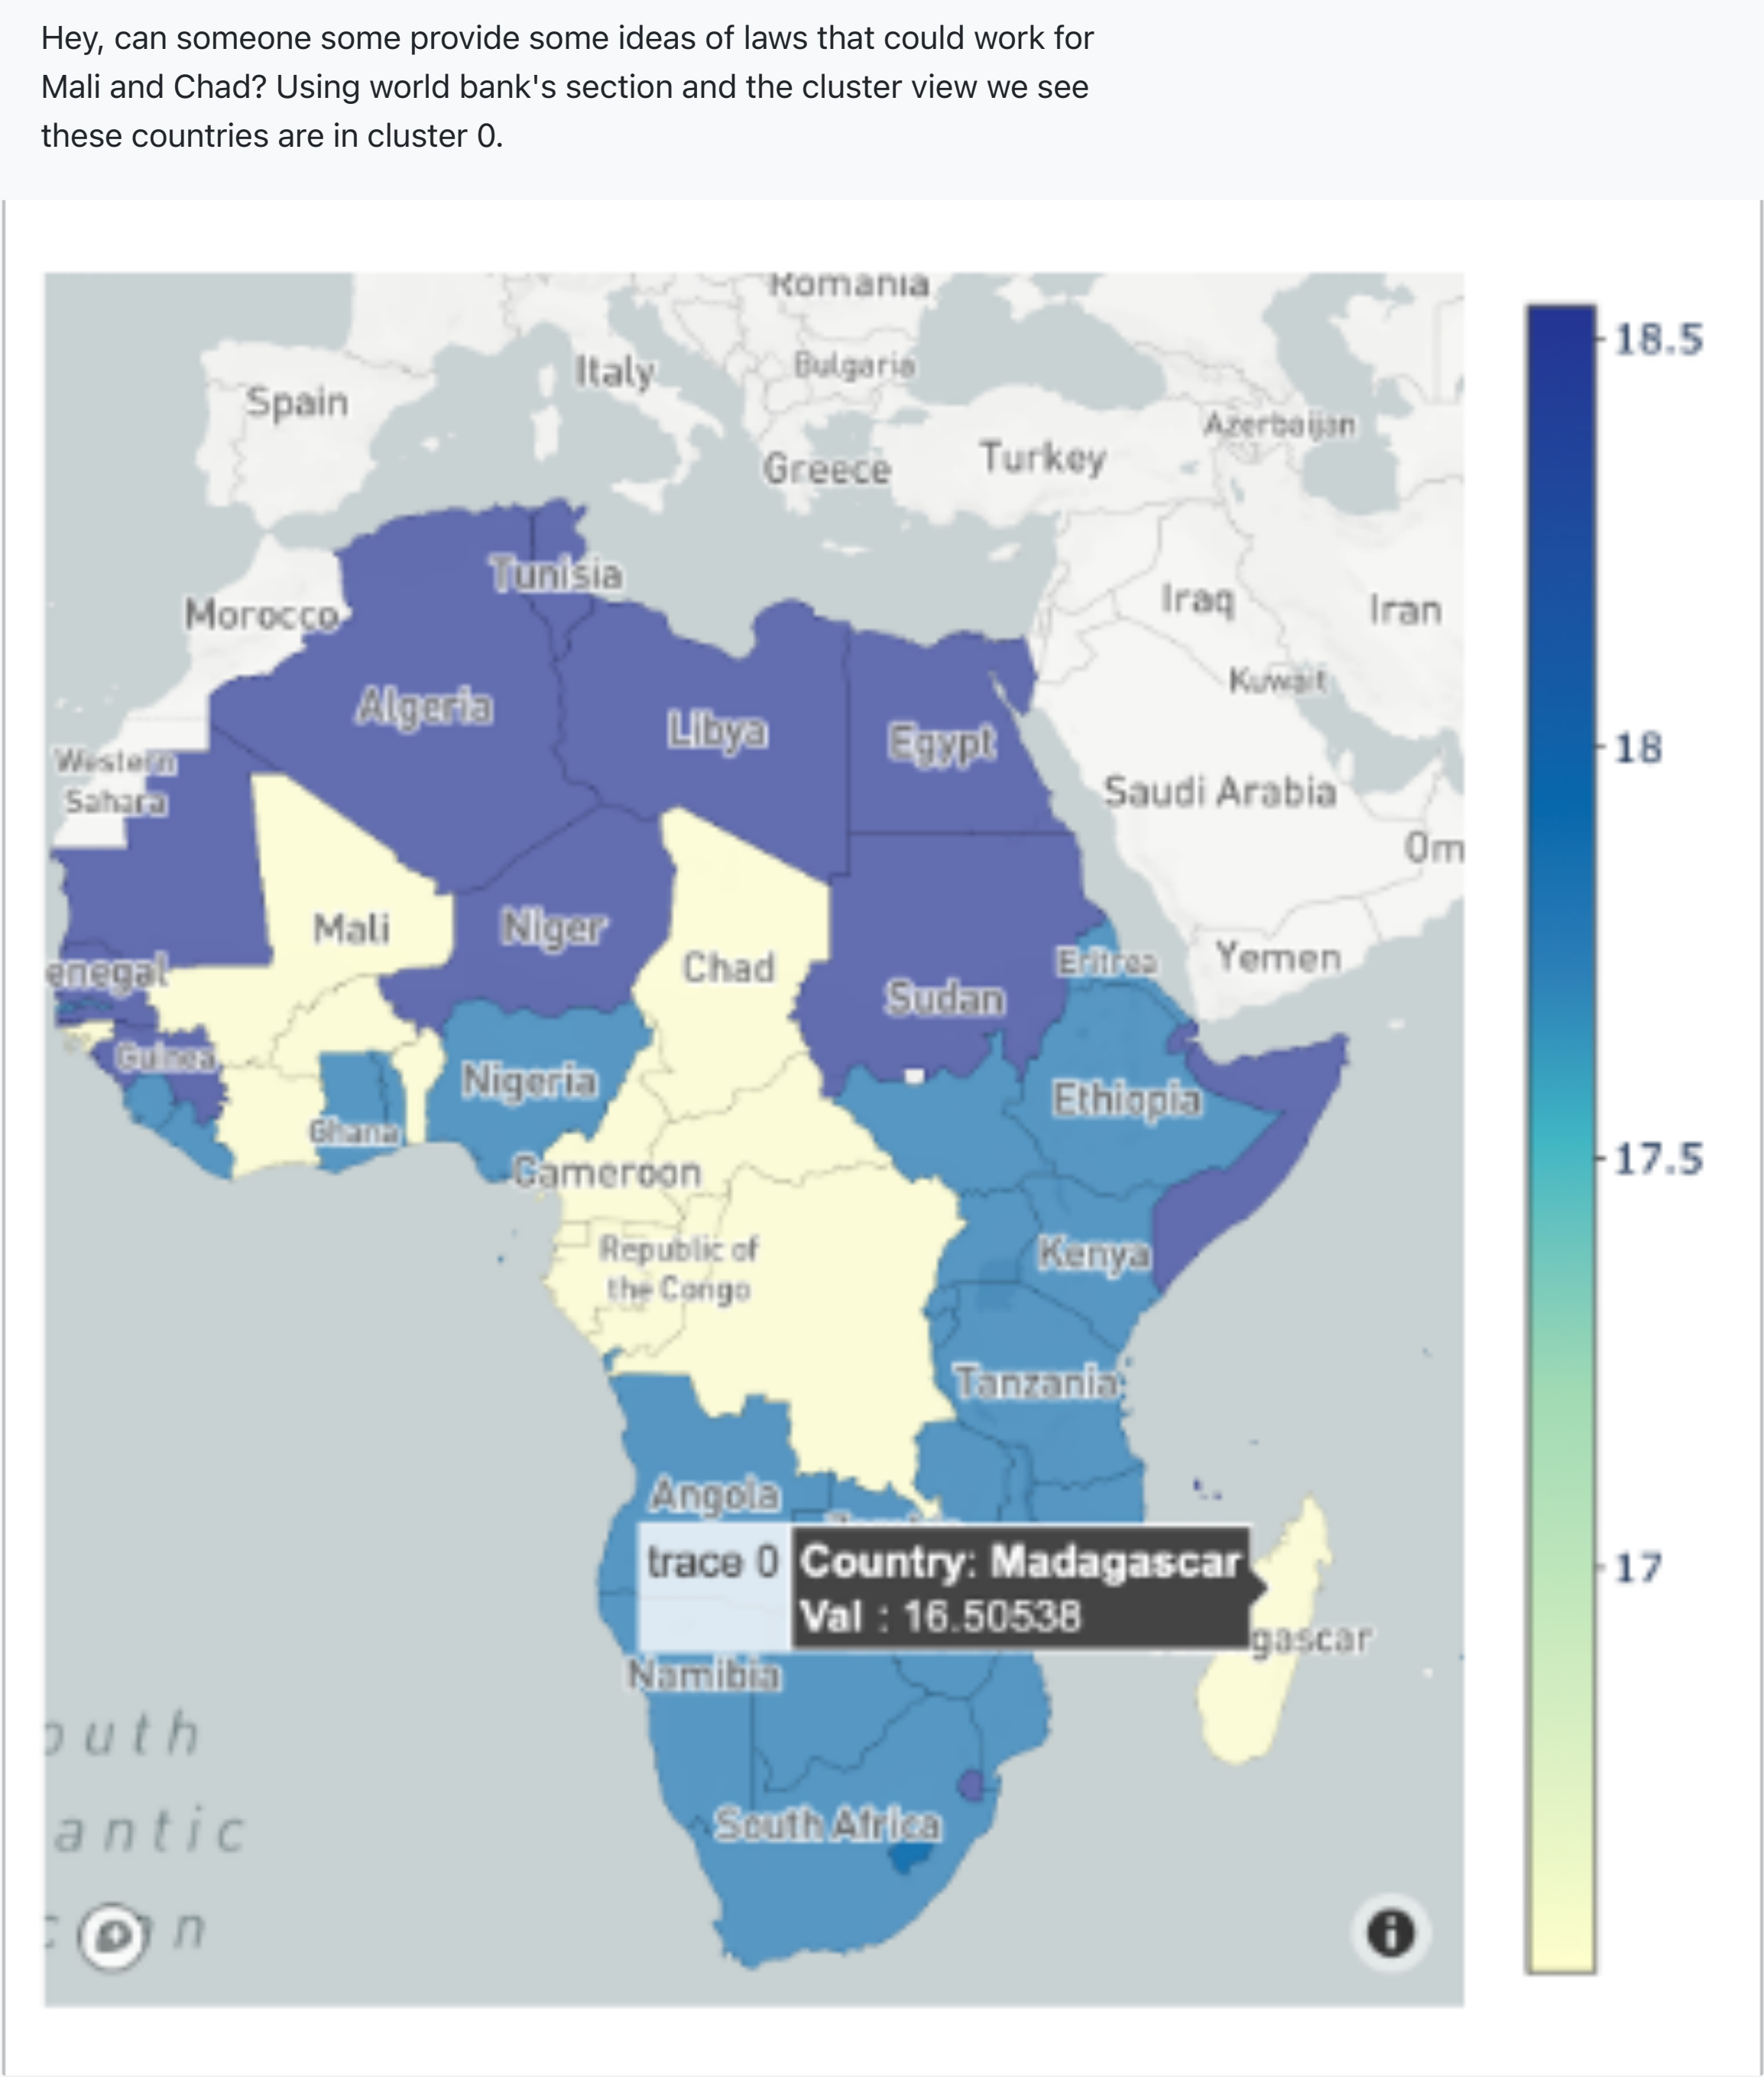 Hey, can someone some provide some ideas of laws that could work for
Mali and Chad? Using world bank's section and the cluster view we see
these countries are in cluster 0.
Romania
18.5
Italy
Bulgaria
Spain
Azerbaijan
Turkey
Greece
Tunisia
Morocco
Iraq
Iran
Kuwait
Algeria
Libya
Egypt
18
Western
Sahara
Saudi Arabia
Om
Mali
Niger
Chad
enegal
Eritrea
Yemen
Sudan
Guinea
Nigeria
Ethiopia
Ghana
17.5
Cameroon
Republic of
the Congo
Kenya
Tanzania
Angola
trace 0
Country: Madagascar
Val : 16.50538
17
gascar
Namibia
outh
antic
South Africa
n
i